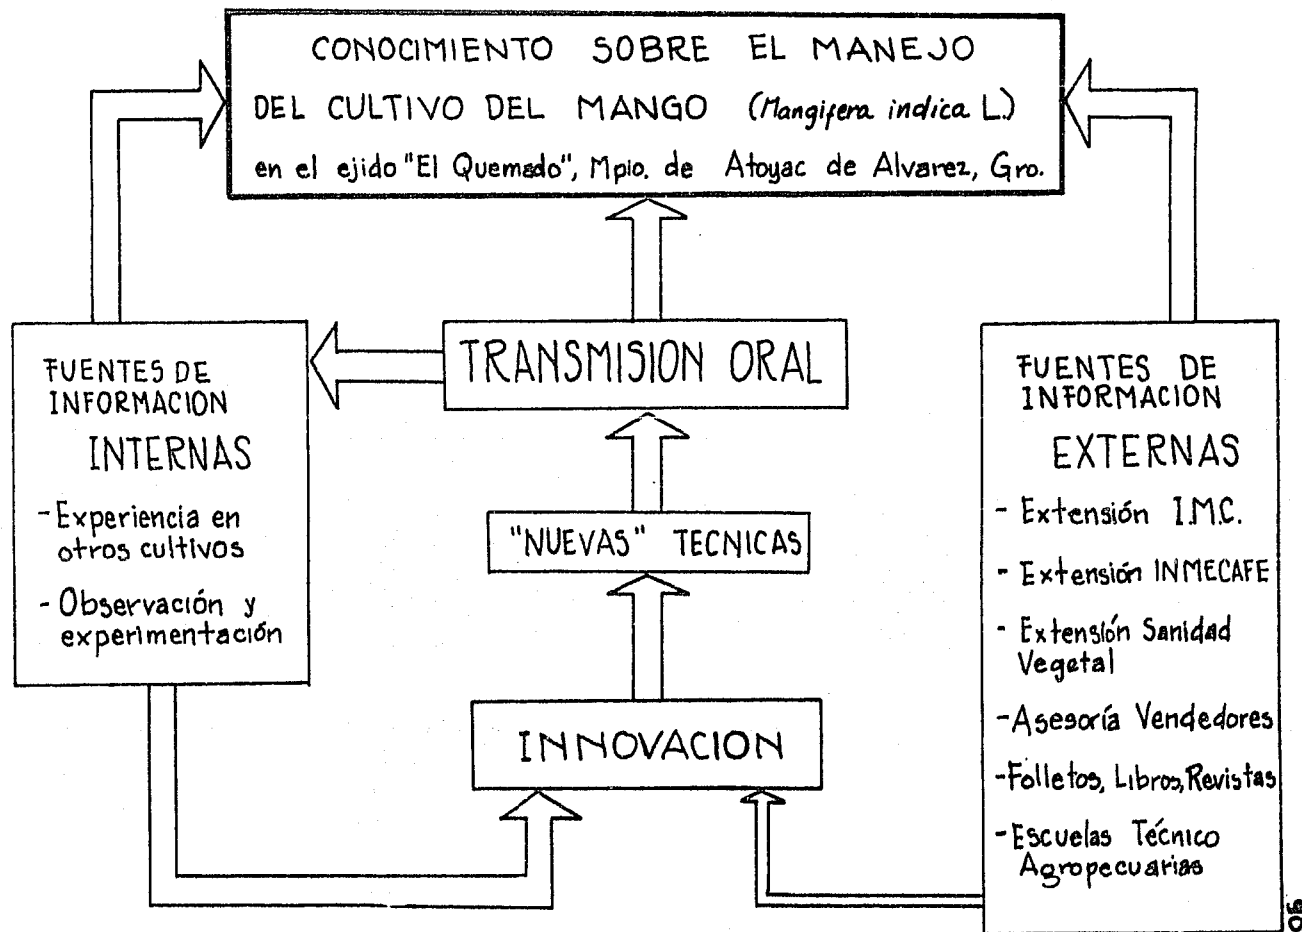 CONOCIMIENTO SOBRE EL MANEJO
DEL CULTIVO DEL MANGO (Mangifera indica L.)
en el ejido "El Quemado", Mpio. de Atoyac de Alvarez, Gro.
TRANSMISION ORAL
FUENTES DE
INFORMACION
INTERNAS
- Experiencia en
otros cultivos
- Observación y
experimentación
"NUEVAS" TECNICAS
INNOVACION
FUENTES DE
INFORMACION
EXTERNAS
- Extensión I.M.C.
- Extensión INMECAFE
- Extensión Sanidad
Vegetal
- Asesoría Vendedores
- Folletos, Libros, Revistas
- Escuelas Técnico
Agropecuarias
90